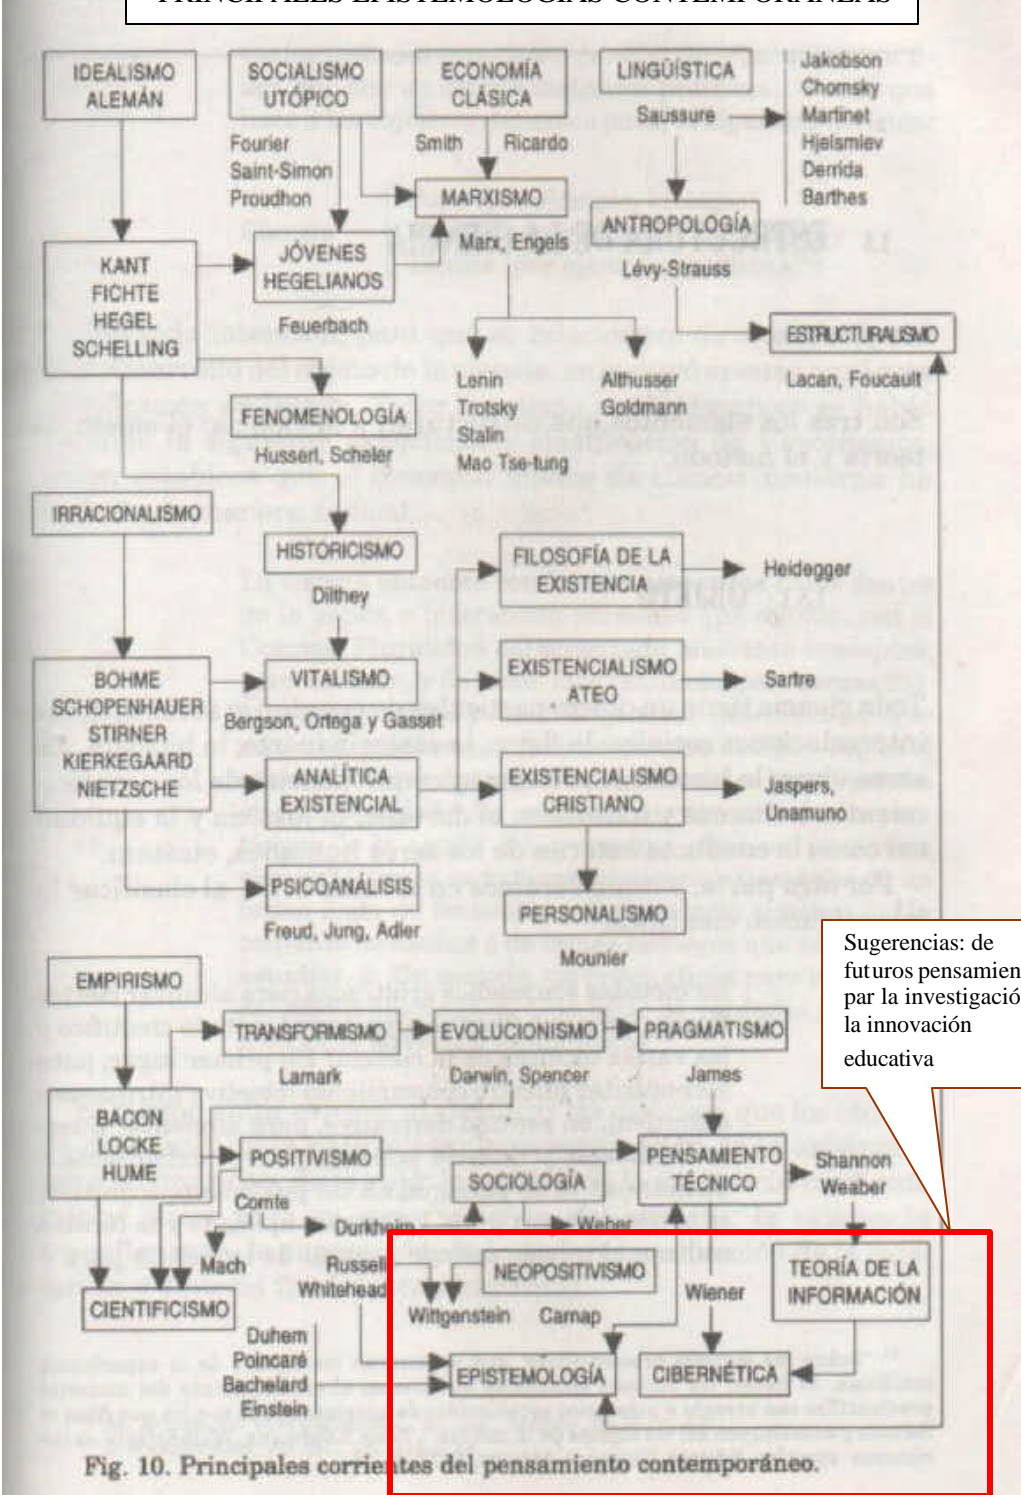 PRINCIPALES EPISTEMOLOGIAS CONTEMPORANEAS
IDEALISMO
ALEMÁN
SOCIALISMO
UTÓPICO
ECONOMÍA
CLÁSICA
LINGÜÍSTICA
Jakobson
Chomsky
Martinet
Hjelsmlev
Derrida
Barthes
Saussure
Fourier
Saint-Simon
Proudhon
Smith
Ricardo
MARXISMO
Marx, Engels
ANTROPOLOGÍA
Lévy-Strauss
KANT
FICHTE
HEGEL
SCHELLING
JÓVENES
HEGELIANOS
Feuerbach
ESTRUCTURALISMO
Lacan, Foucault
Lenin
Trotsky
Stalin
Mao Tse-tung
Althusser
Goldmann
FENOMENOLOGÍA
Husserl, Scheler
IRRACIONALISMO
HISTORICISMO
Dilthey
FILOSOFÍA DE LA
EXISTENCIA
Heidegger
BOHME
SCHOPENHAUER
STIRNER
KIERKEGAARD
NIETZSCHE
VITALISMO
Bergson, Ortega y Gasset
EXISTENCIALISMO
ATEO
Sartre
ANALÍTICA
EXISTENCIAL
EXISTENCIALISMO
CRISTIANO
Jaspers,
Unamuno
PSICOANÁLISIS
Freud, Jung, Adler
PERSONALISMO
Mounier
Sugerencias: de
futuros pensamien
par la investigació
la innovación
educativa
EMPIRISMO
TRANSFORMISMO
Lamark
EVOLUCIONISMO
Darwin, Spencer
PRAGMATISMO
James
BACON
LOCKE
HUME
POSITIVISMO
Comte
SOCIOLOGÍA
PENSAMIENTO
TÉCNICO
Shannon
Weaber
Durkheim
Weber
Mach
CIENTIFICISMO
Russell
Whitehead
NEOPOSITIVISMO
Wittgenstein
Carnap
Wiener
TEORÍA DE LA
INFORMACIÓN
Duhem
Poincaré
Bachelard
Einstein
EPISTEMOLOGÍA
CIBERNÉTICA
Fig. 10. Principales corrientes del pensamiento contemporáneo.